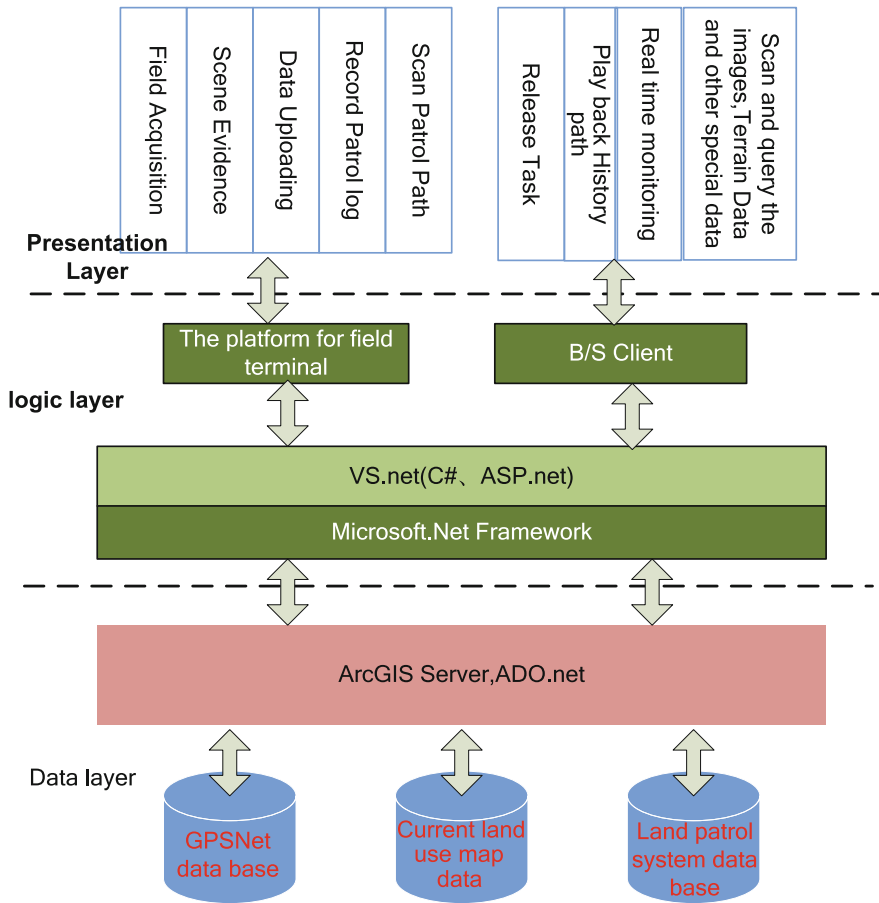 Field Acquisition
Scene Evidence
Data Uploading
Record Patrol log
Scan Patrol Path
Release Task
Play back History
path
Real time monitoring
Scan and query the
images,Terrain Data
and other special data
Presentation
Layer
The platform for field
terminal
B/S Client
logic layer
VS.net(C#、ASP.net)
Microsoft.Net Framework
ArcGIS Server,ADO.net
Data layer
GPSNet
data base
Current land
use map
data
Land patrol
system data
base